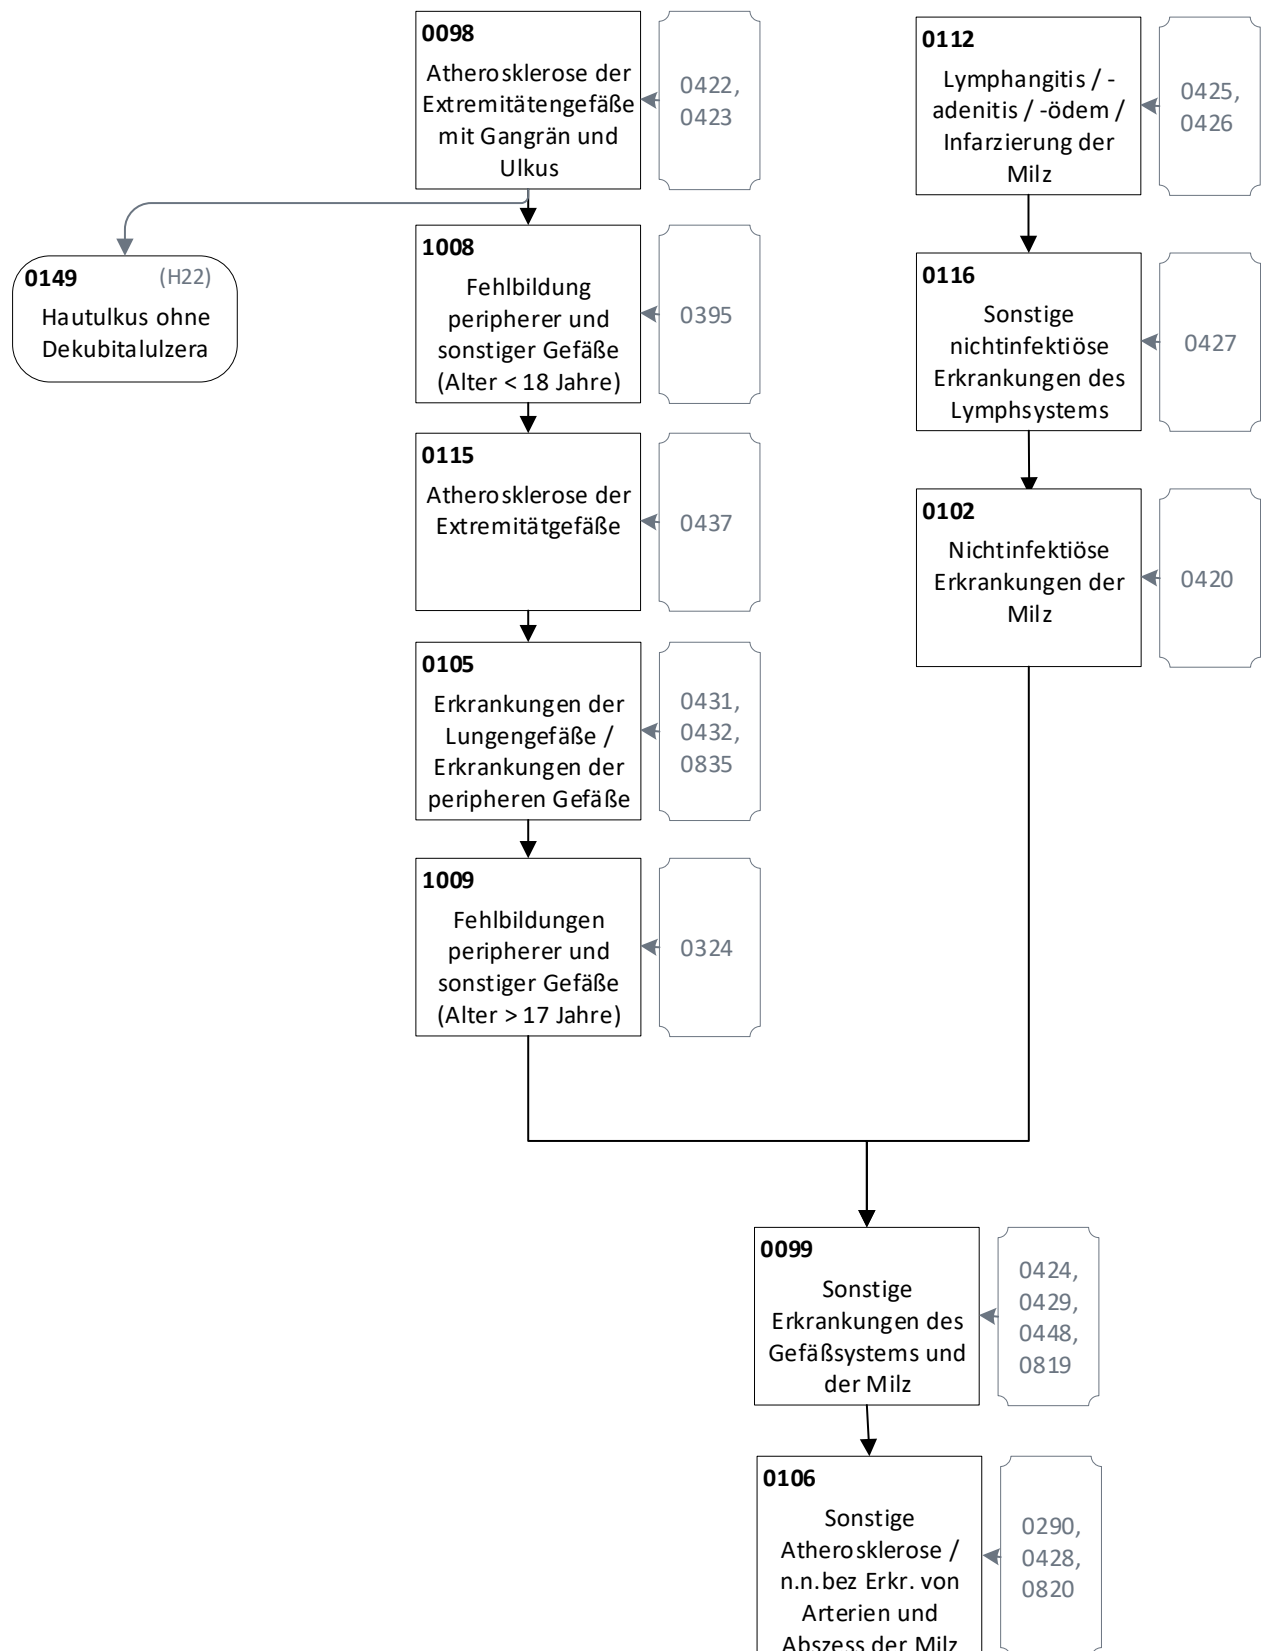 0098
Atherosklerose der
Extremitätengefäße
mit Gangrän und
Ulkus
0422,
0423
0112
Lymphangitis / -
adenitis / -ödem /
Infarzierung der
Milz
0425,
0426
0149 (H22)
Hautulkus ohne
Dekubitalulzera
1008
Fehlbildung
peripherer und
sonstiger Gefäße
(Alter < 18 Jahre)
0395
0116
Sonstige
nichtinfektiöse
Erkrankungen des
Lymphsystems
0427
0115
Atherosklerose der
Extremitätgefäße
0437
0102
Nichtinfektiöse
Erkrankungen der
Milz
0420
0105
Erkrankungen der
Lungengefäße /
Erkrankungen der
peripheren Gefäße
0431,
0432,
0835
1009
Fehlbildungen
peripherer und
sonstiger Gefäße
(Alter > 17 Jahre)
0324
0099
Sonstige
Erkrankungen des
Gefäßsystems und
der Milz
0424,
0429,
0448,
0819
0106
Sonstige
Atherosklerose /
n.n.bez Erkr. von
Arterien und
Abszess der Milz
0290,
0428,
0820